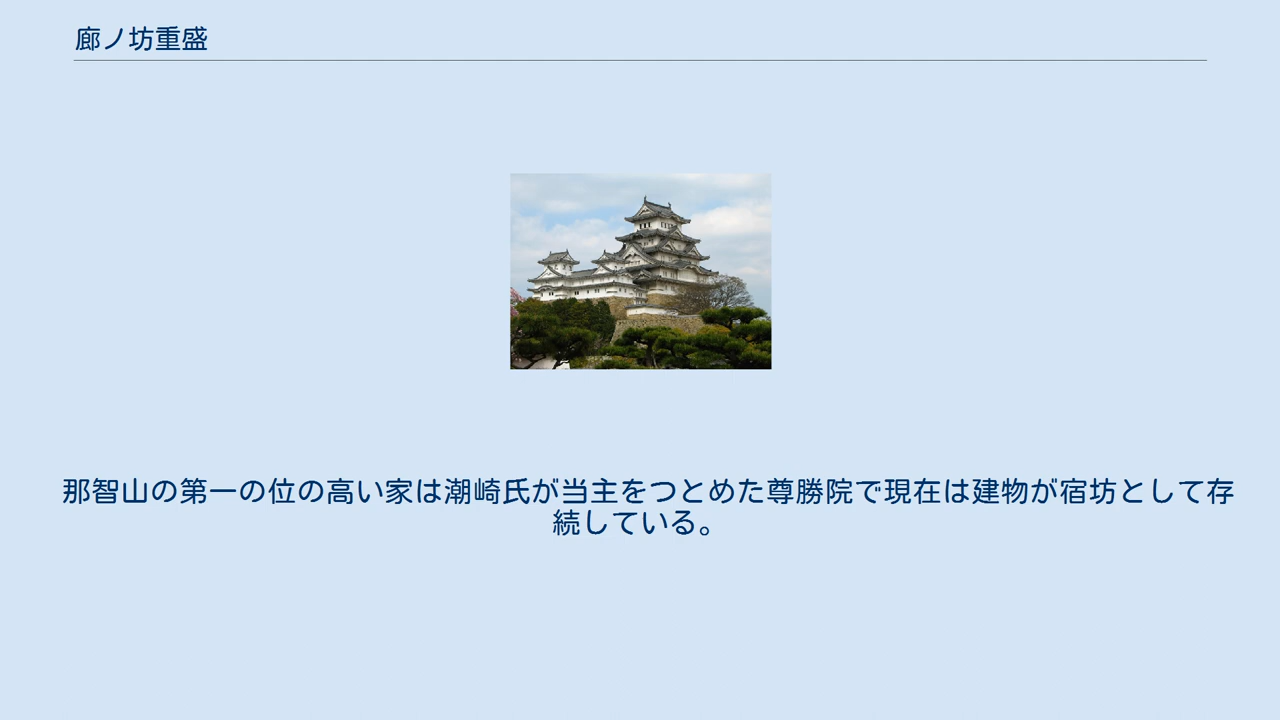 廊ノ坊重盛
那智山の第一の位の高い家は潮崎氏が当主をつとめた尊勝院で現在は建物が宿坊として存
続している。